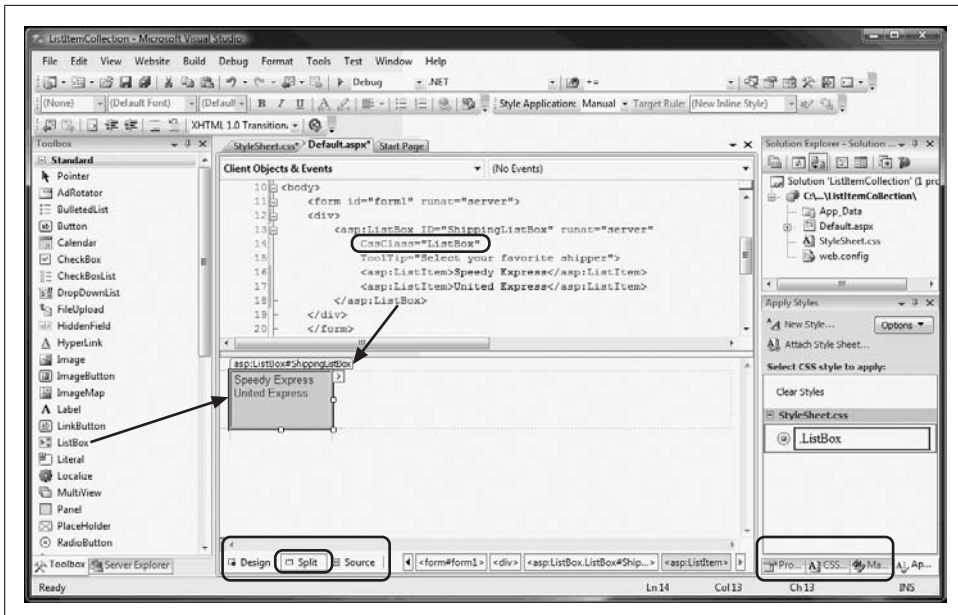 ListItemCollection - Microsoft Visual Studio
File Edit View Website Build Debug Format Tools Test Window Help
Debug .NET
(None) (Default Font) (Default B I U A Style Application: Manual Target Rule: (New Inline Style)
XHTML 1.0 Transition
Toolbox
Standard
Pointer
AdRotator
BulletedList
Button
Calendar
CheckBox
CheckBoxList
DropDownList
FileUpload
HiddenField
HyperLink
Image
ImageButton
ImageMap
Label
LinkButton
ListBox
Literal
Localize
MultiView
Panel
PlaceHolder
RadioButton
Toolbox Server Explorer
StyleSheet.css* Default.aspx* Start Page
Client Objects & Events (No Events)
10 <body>
11 <form id="form1" runat="server">
12 <div>
13 <asp:ListBox ID="ShippingListBox" runat="server"
14 CssClass="ListBox"
15 ToolTip="Select your favorite shipper">
16 <asp:ListItem>Speedy Express</asp:ListItem>
17 <asp:ListItem>United Express</asp:ListItem>
18 </asp:ListBox>
19 </div>
20 </form>
asp:ListBox#ShippingListBox
Speedy Express
United Express
Design Split Source <form#form1> <div> <asp:ListBox.ListBox#Ship...> <asp:ListItem>
Solution Explorer - Solution ...
Solution 'ListItemCollection' (1 pro
C:\...\ListItemCollection\
App_Data
Default.aspx
StyleSheet.css
web.config
Apply Styles
New Style... Options
Attach Style Sheet...
Select CSS style to apply:
Clear Styles
StyleSheet.css
.ListBox
Pro... CSS... Ma... Ap...
Ready Ln 14 Col 13 Ch 13 INS